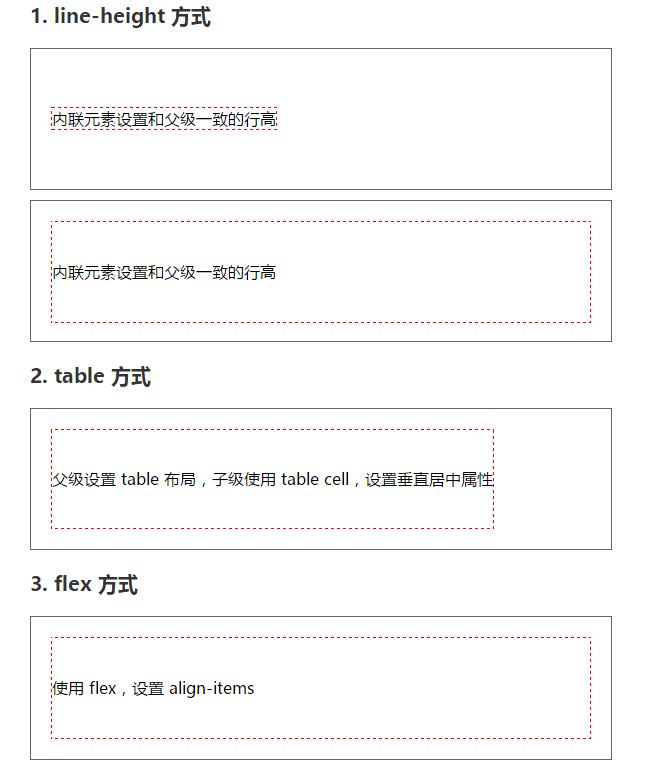 1. line-height 方式
内联元素设置和父级一致的行高
内联元素设置和父级一致的行高
2. table 方式
父级设置 table 布局，子级使用 table cell，设置垂直居中属性
3. flex 方式
使用 flex，设置 align-items